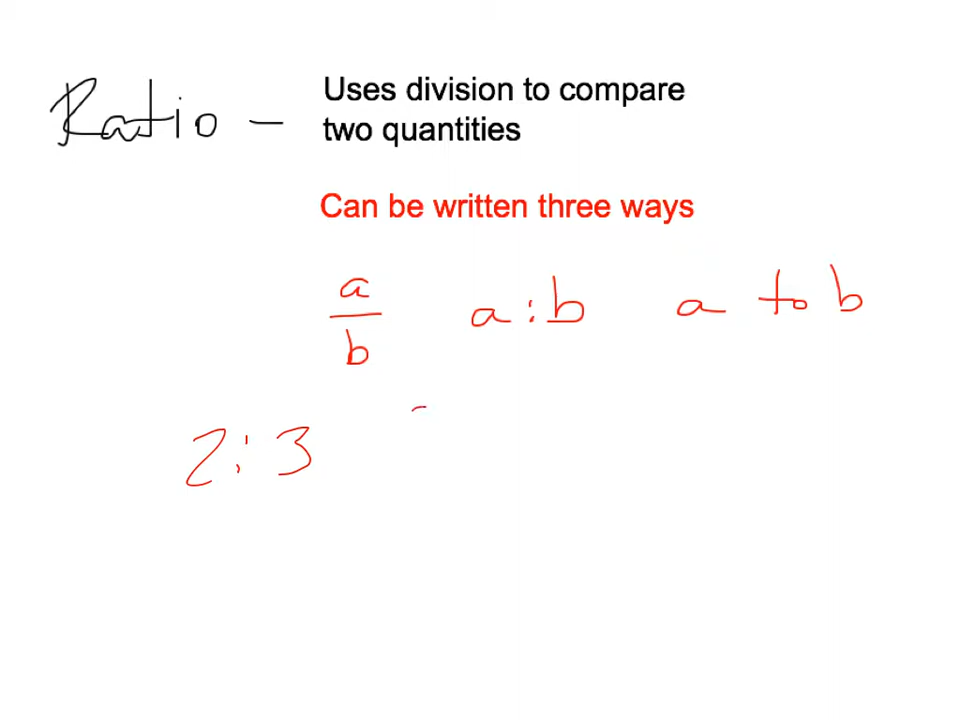 Ratio - Uses division to compare
two quantities
Can be written three ways
a/b a:b a to b
2:3